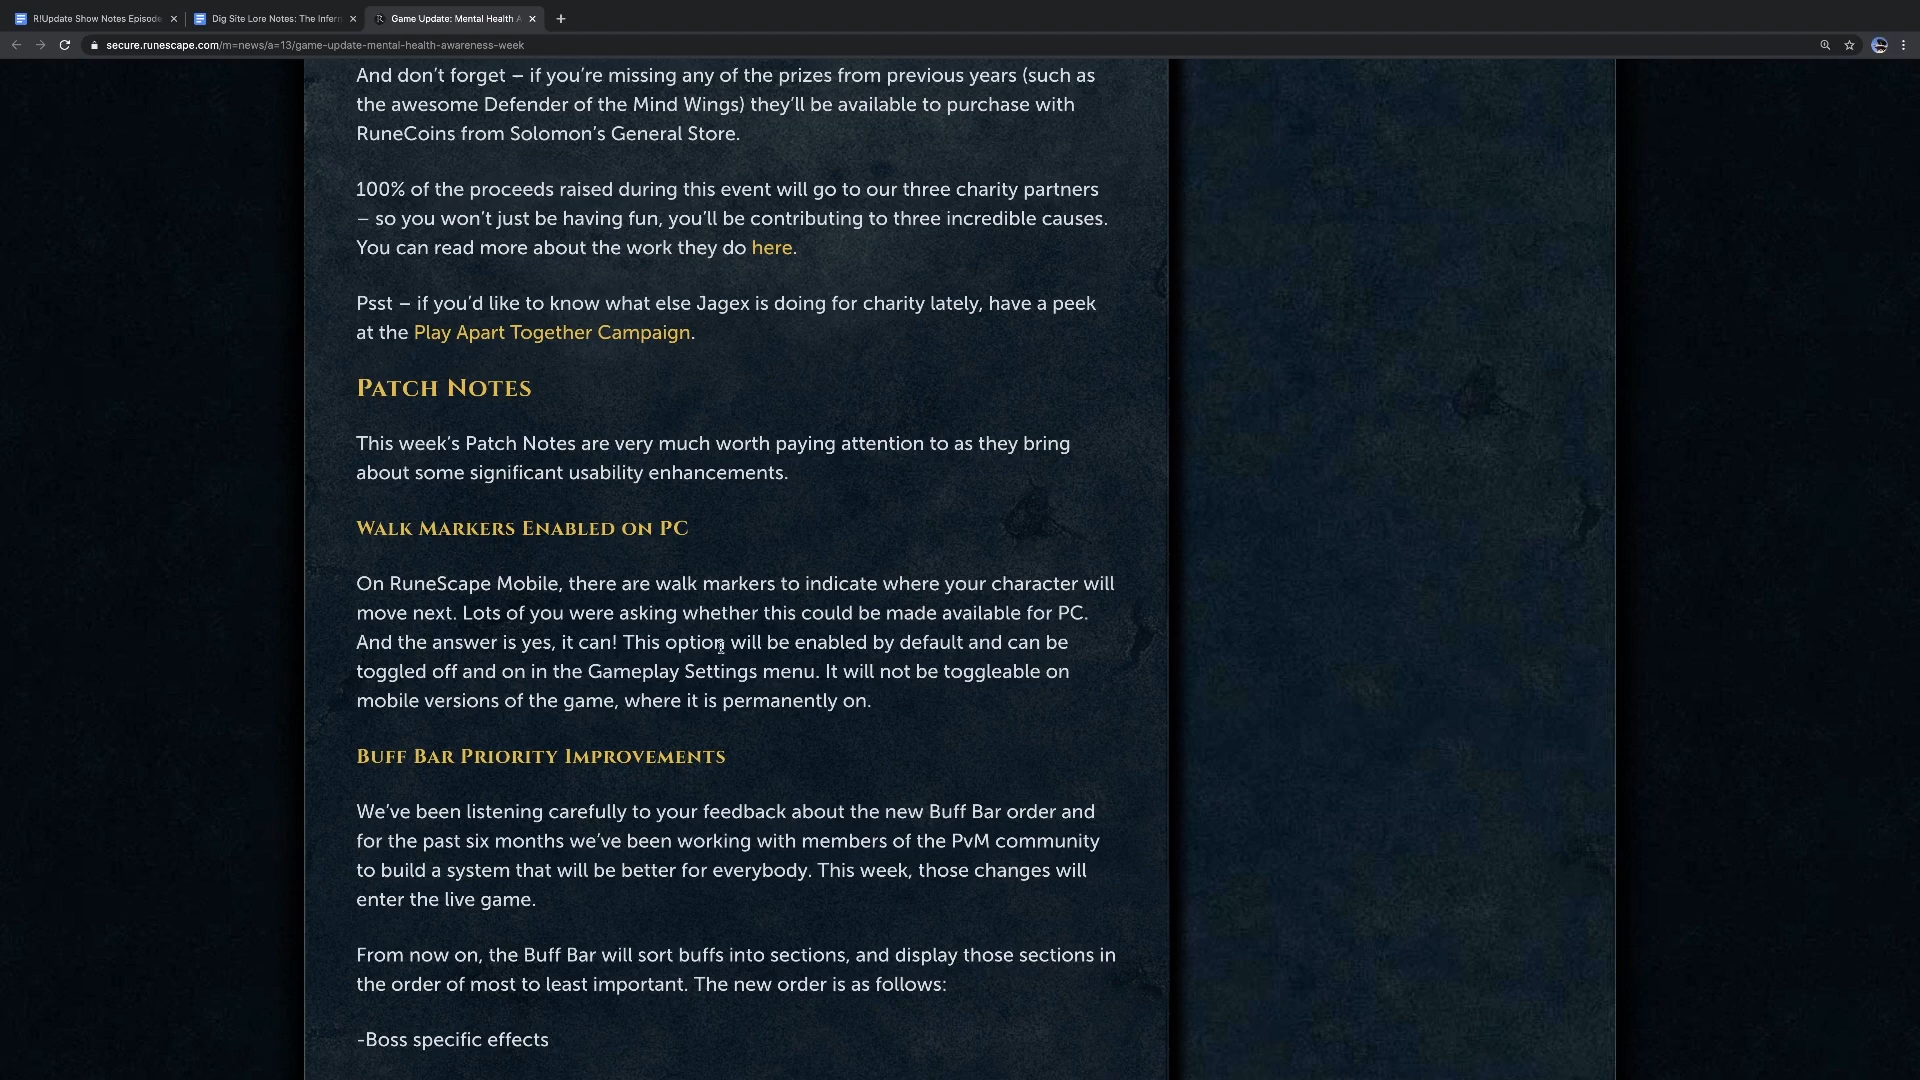 R!Update Show Notes Episode
Dig Site Lore Notes: The Infern
Game Update: Mental Health A
secure.runescape.com/m=news/a=13/game-update-mental-health-awareness-week
And don't forget – if you're missing any of the prizes from previous years (such as
the awesome Defender of the Mind Wings) they'll be available to purchase with
RuneCoins from Solomon's General Store.
100% of the proceeds raised during this event will go to our three charity partners
– so you won't just be having fun, you'll be contributing to three incredible causes.
You can read more about the work they do here.
Psst – if you'd like to know what else Jagex is doing for charity lately, have a peek
at the Play Apart Together Campaign.
Patch Notes
This week's Patch Notes are very much worth paying attention to as they bring
about some significant usability enhancements.
Walk Markers Enabled on PC
On RuneScape Mobile, there are walk markers to indicate where your character will
move next. Lots of you were asking whether this could be made available for PC.
And the answer is yes, it can! This option will be enabled by default and can be
toggled off and on in the Gameplay Settings menu. It will not be toggleable on
mobile versions of the game, where it is permanently on.
Buff Bar Priority Improvements
We've been listening carefully to your feedback about the new Buff Bar order and
for the past six months we've been working with members of the PvM community
to build a system that will be better for everybody. This week, those changes will
enter the live game.
From now on, the Buff Bar will sort buffs into sections, and display those sections in
the order of most to least important. The new order is as follows:
-Boss specific effects